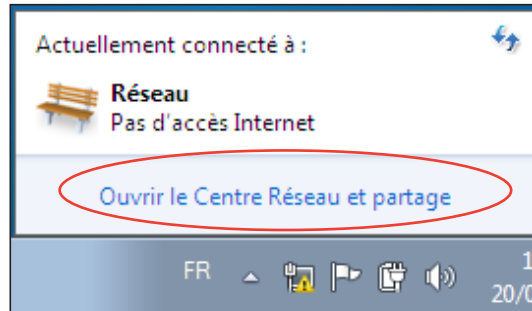 Actuellement connecté à :
Réseau
Pas d'accès Internet
Ouvrir le Centre Réseau et partage
FR